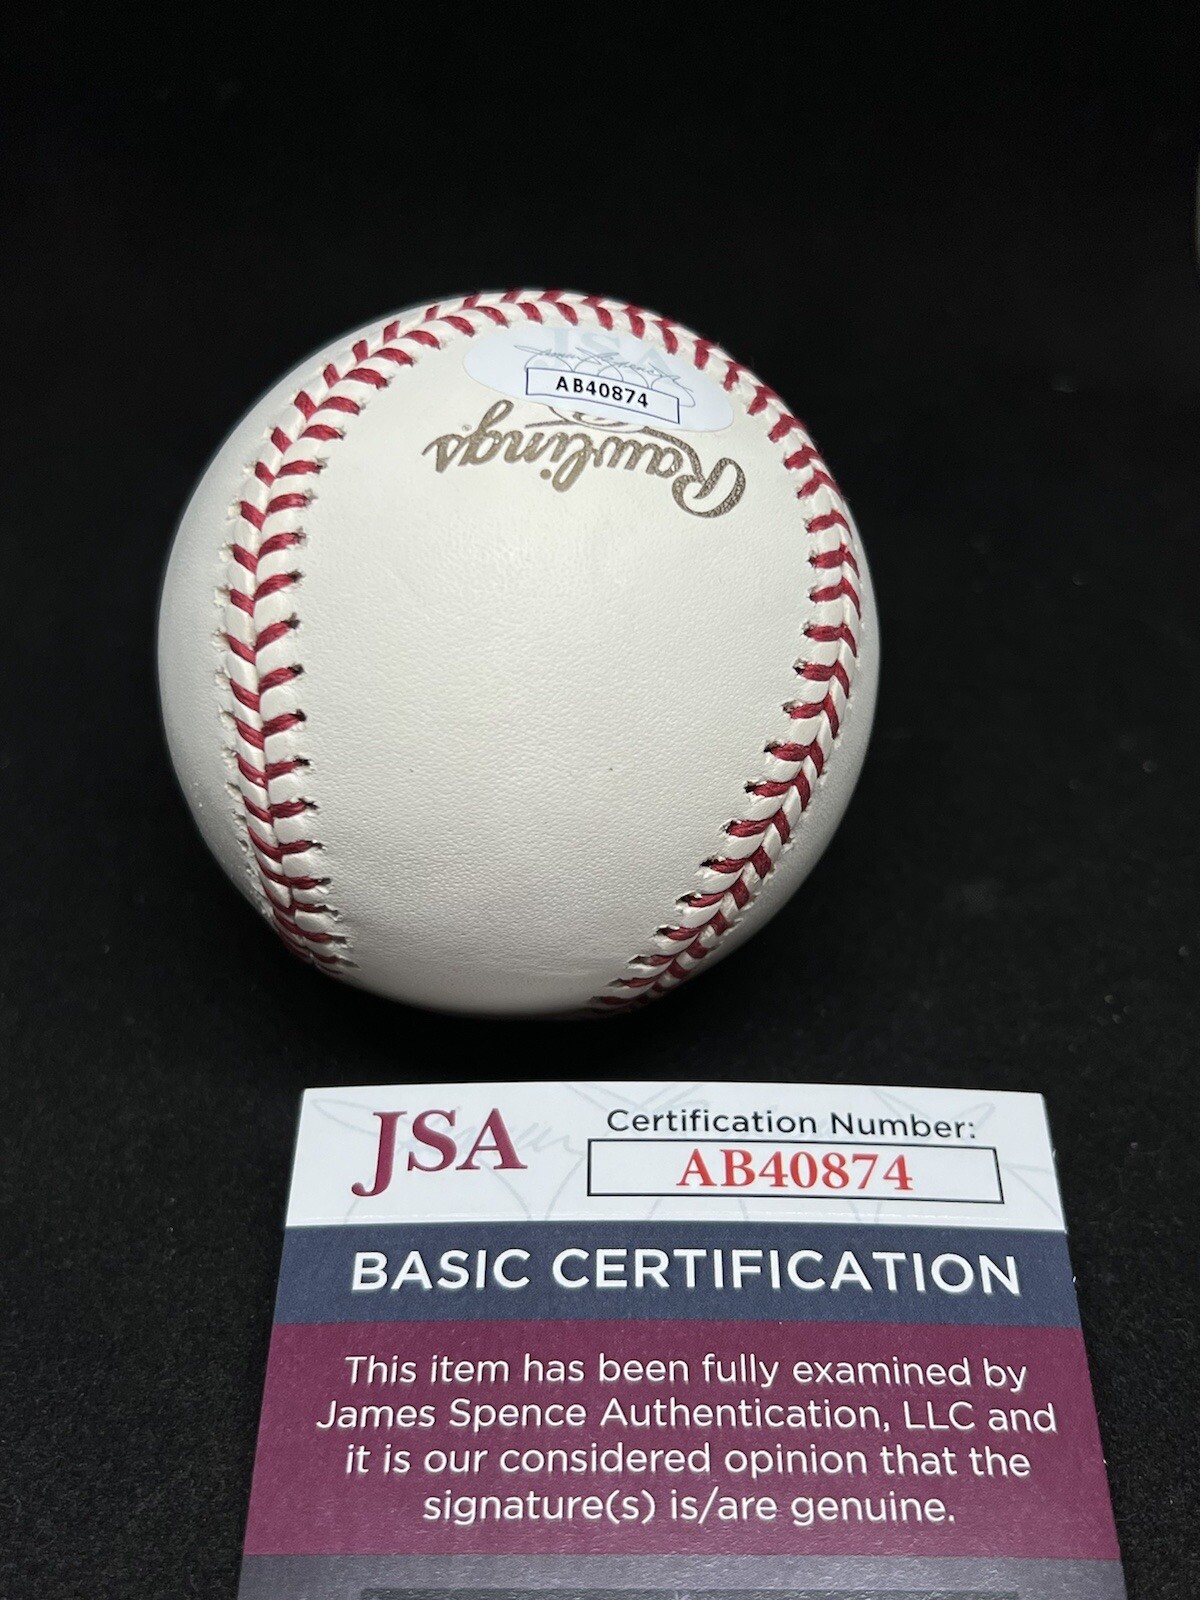 JSA
AB40874
Rawlings
JSA
Certification Number:
AB40874
BASIC CERTIFICATION
This item has been fully examined by
James Spence Authentication, LLC and
it is our considered opinion that the
signature(s) is/are genuine.